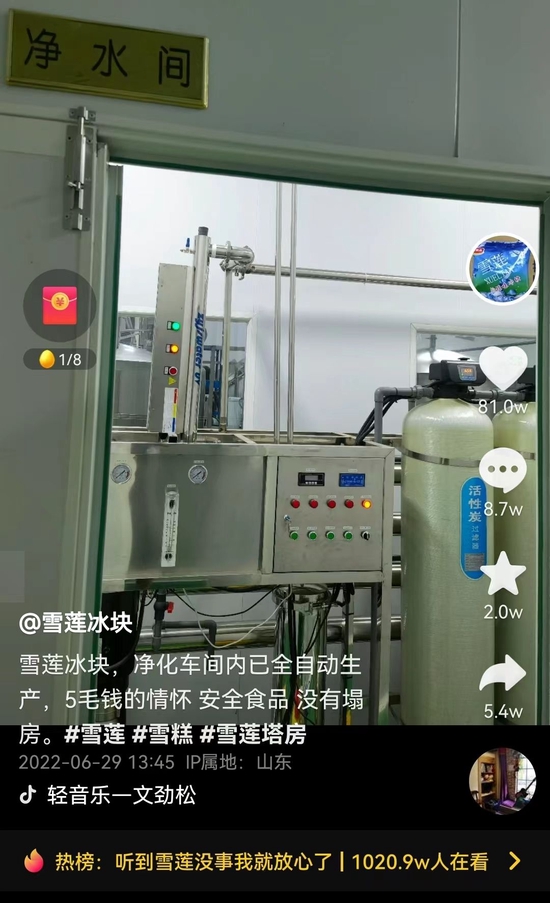 净水间
雪莲
1/8
81.0w
活性炭
8.7w
2.0w
@雪莲冰块
雪莲冰块，净化车间内已全自动生
产，5毛钱的情怀 安全食品 没有塌
房。#雪莲 #雪糕 #雪莲塔房
5.4w
2022-06-29 13:45 IP属地：山东
轻音乐一文劲松
热榜：听到雪莲没事我就放心了 | 1020.9w人在看